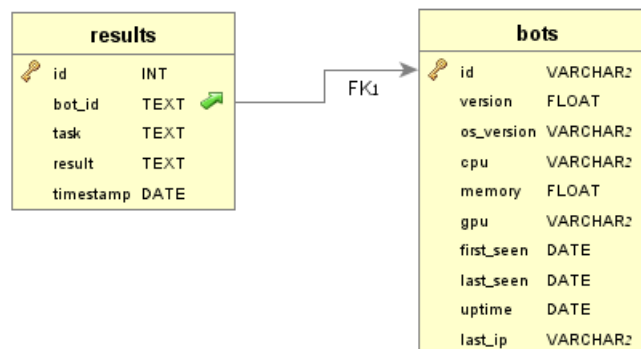 results
id INT
bot_id TEXT
task TEXT
result TEXT
timestamp DATE
FK1
bots
id VARCHAR2
version FLOAT
os_version VARCHAR2
cpu VARCHAR2
memory FLOAT
gpu VARCHAR2
first_seen DATE
last_seen DATE
uptime DATE
last_ip VARCHAR2